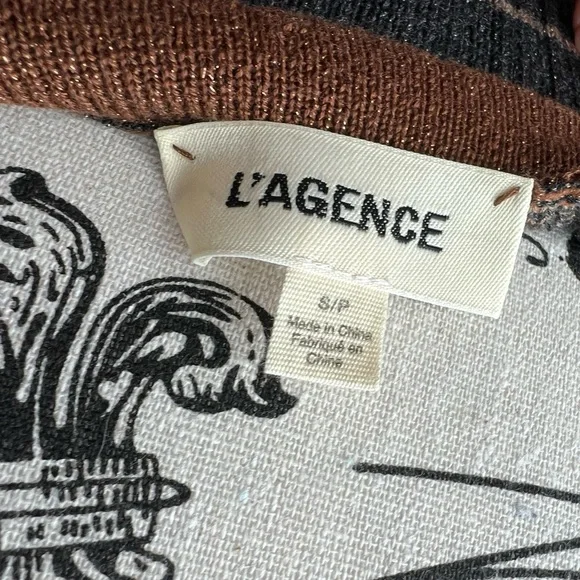 L'AGENCE
S/P
Made in China
Fabriqué en
Chine